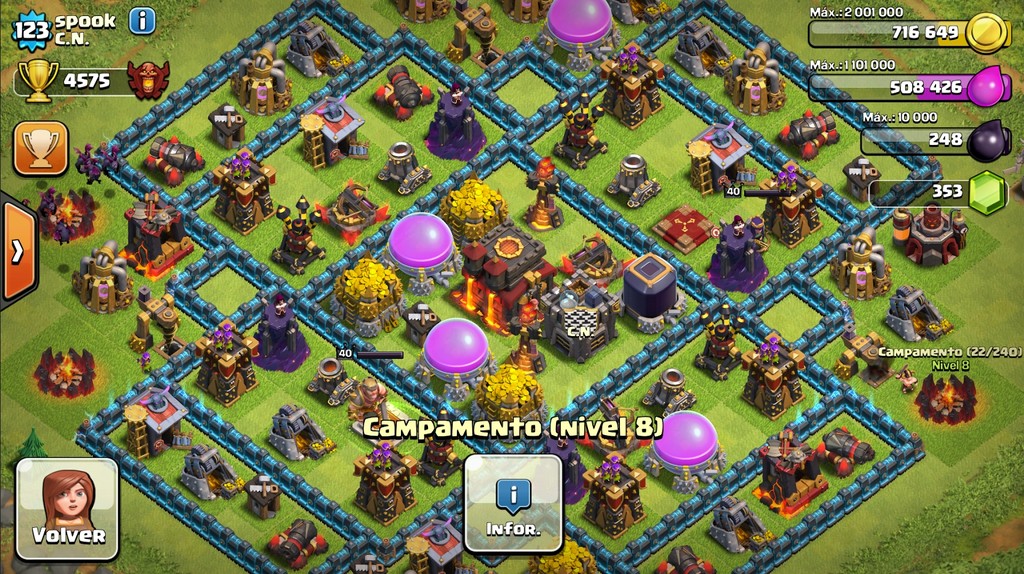 123 spook
C.N.
4575
Máx.: 2 001 000
716 649
Máx.: 1 101 000
508 426
Máx.: 10 000
248
353
40
C.N.
40
Campamento (22/240)
Nivel 8
Campamento (nivel 8)
Volver
Infor.